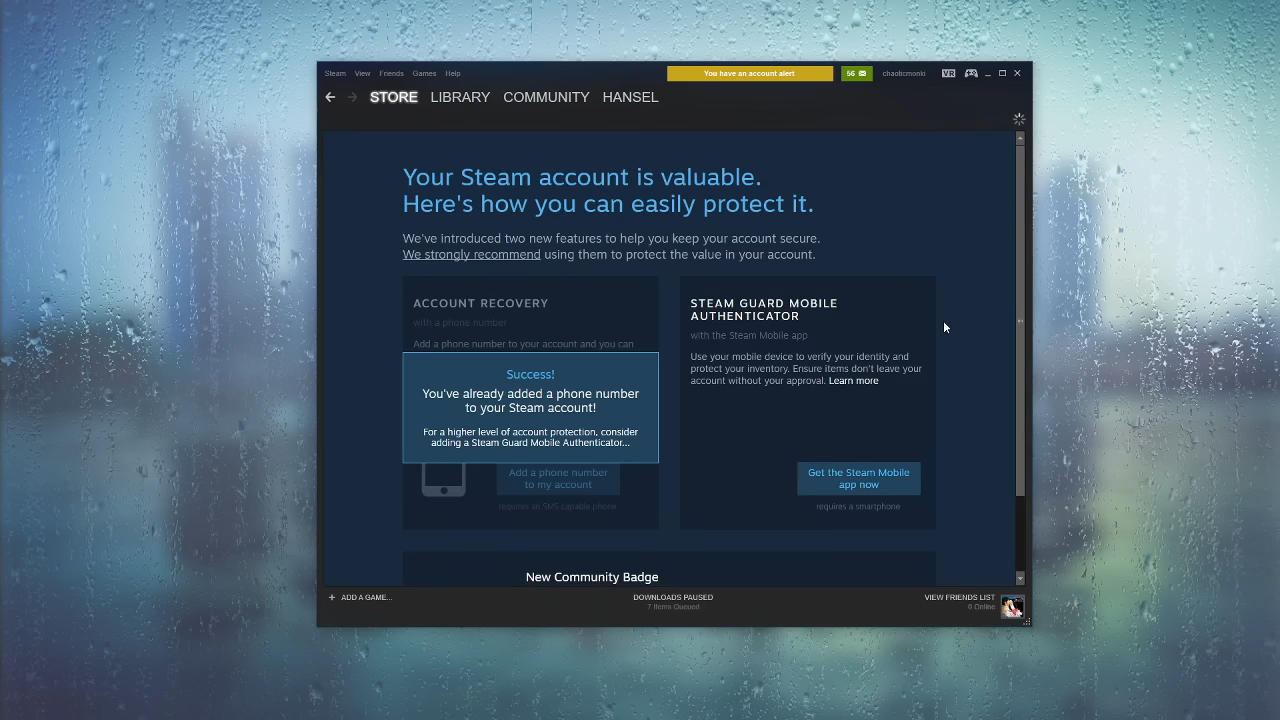 Steam View Friends Games Help
You have an account alert
56
chaoticmonki
VR
STORE LIBRARY COMMUNITY HANSEL
Your Steam account is valuable.
Here's how you can easily protect it.
We've introduced two new features to help you keep your account secure.
We strongly recommend using them to protect the value in your account.
ACCOUNT RECOVERY
with a phone number
Add a phone number to your account and you can
Success!
You've already added a phone number
to your Steam account!
For a higher level of account protection, consider
adding a Steam Guard Mobile Authenticator...
Add a phone number
to my account
requires an SMS capable phone
STEAM GUARD MOBILE
AUTHENTICATOR
with the Steam Mobile app
Use your mobile device to verify your identity and
protect your inventory. Ensure items don't leave your
account without your approval. Learn more
Get the Steam Mobile
app now
requires a smartphone
New Community Badge
+ ADD A GAME...
DOWNLOADS PAUSED
7 Items Queued
VIEW FRIENDS LIST
6 Online